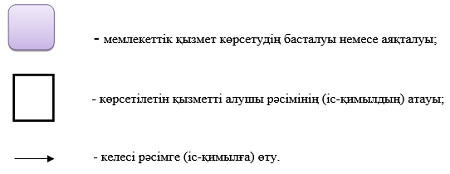 - мемлекеттік қызмет көрсетудің басталуы немесе аяқталуы;
- көрсетілетін қызметті алушы рәсімінің (іс-қимылдың) атауы;
- келесі рәсімге (іс-қимылға) өту.